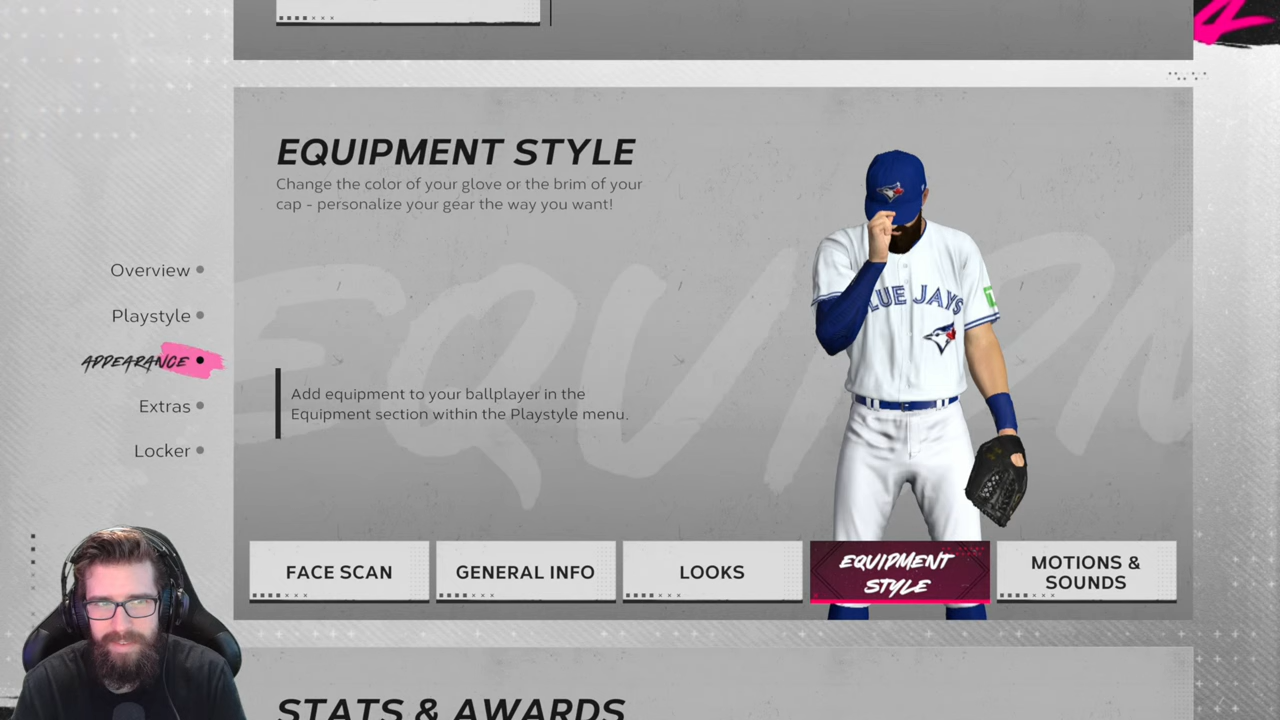 EQUIPMENT STYLE
Change the color of your glove or the brim of your
cap - personalize your gear the way you want!
Overview
Playstyle
APPEARANCE
Extras
Locker
Add equipment to your ballplayer in the
Equipment section within the Playstyle menu.
BLUE JAYS
FACE SCAN
GENERAL INFO
LOOKS
EQUIPMENT
STYLE
MOTIONS &
SOUNDS
STATS & AWARDS